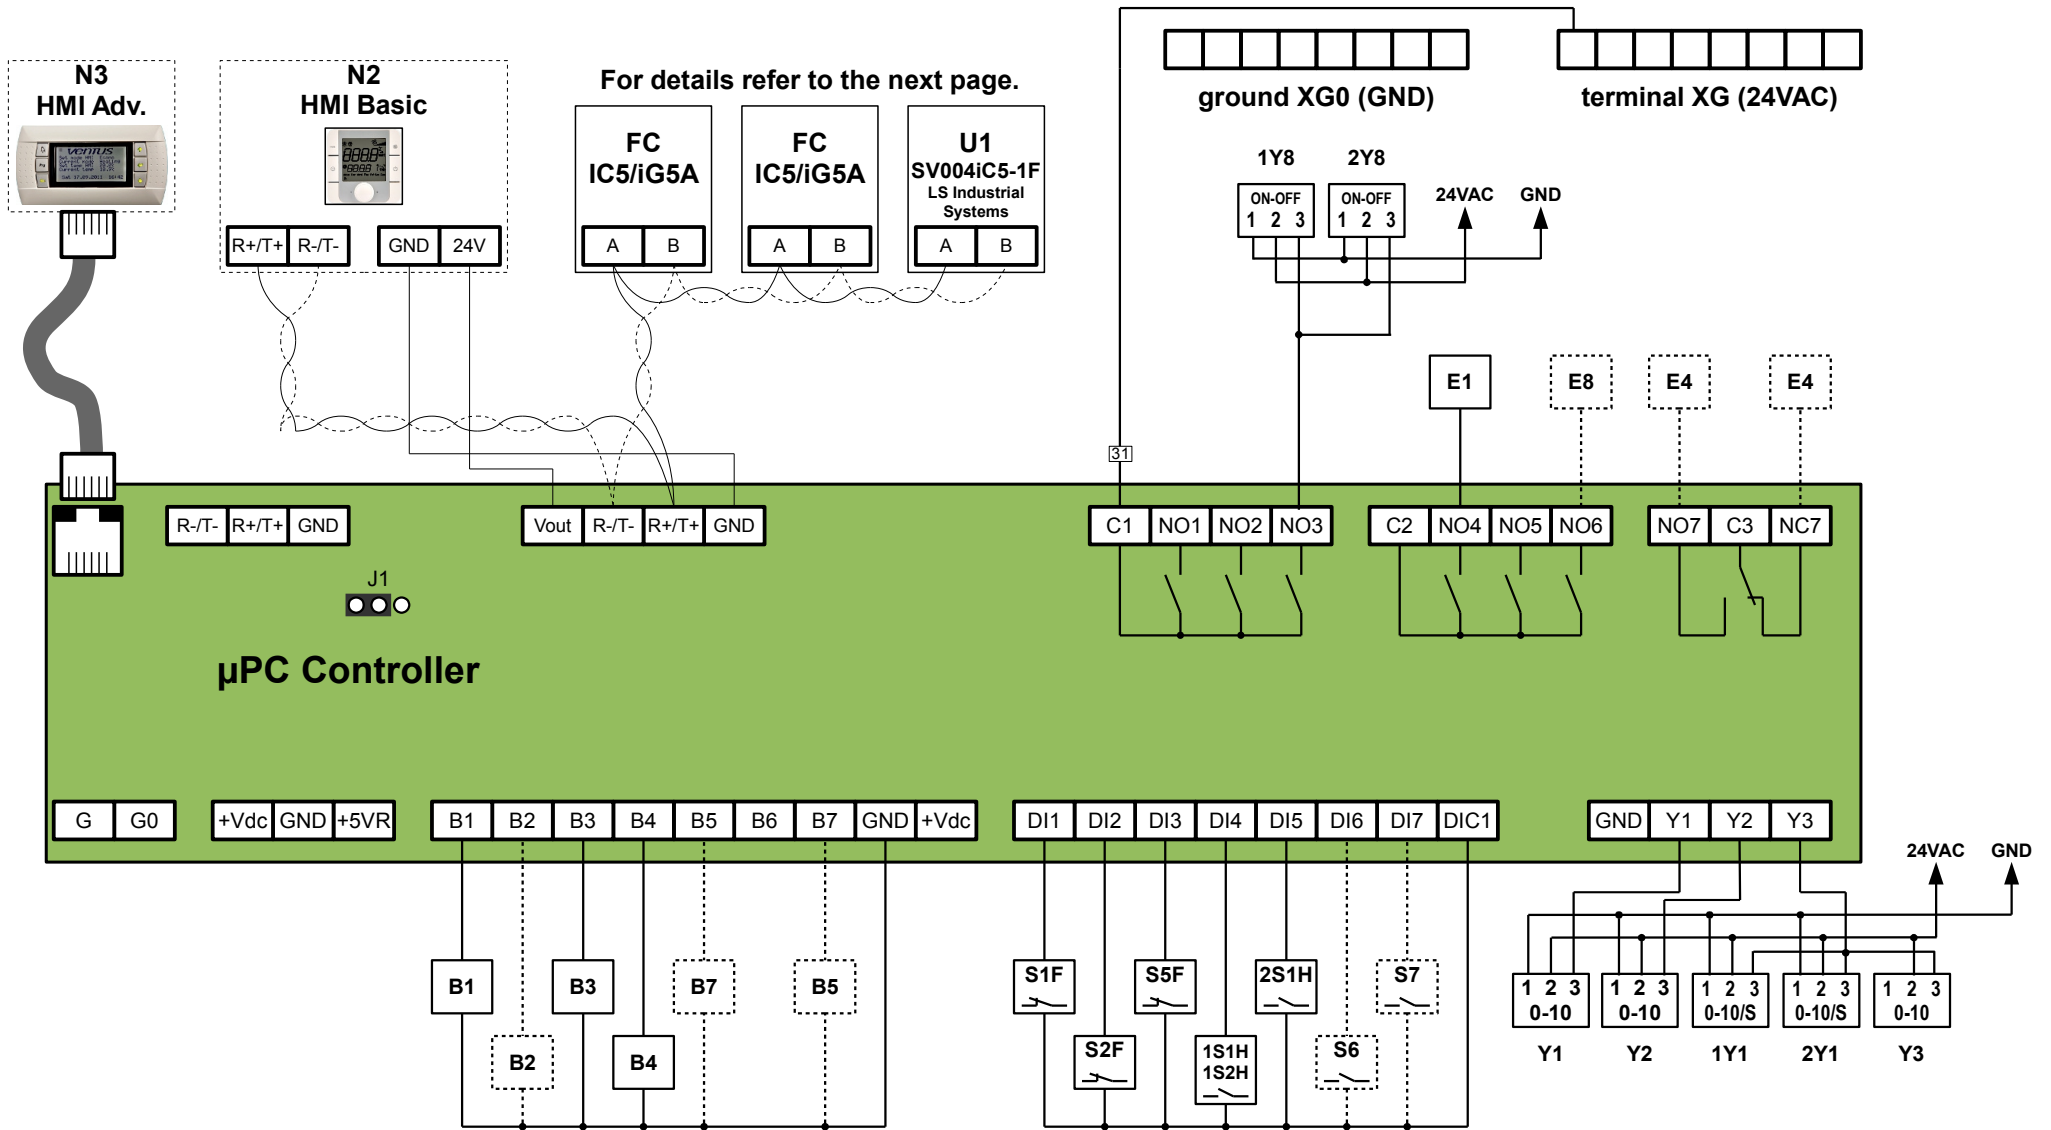 N3
HMI Adv.
ventus
N2
HMI Basic
R+/T+ R-/T- GND 24V
For details refer to the next page.
FC
IC5/iG5A
A B
FC
IC5/iG5A
A B
U1
SV004iC5-1F
LS Industrial
Systems
A B
ground XG0 (GND)
terminal XG (24VAC)
1Y8 2Y8
ON-OFF
1 2 3
ON-OFF
1 2 3
24VAC GND
E1 E8 E4 E4
31
R-/T- R+/T+ GND
Vout R-/T- R+/T+ GND
C1 NO1 NO2 NO3
C2 NO4 NO5 NO6
NO7 C3 NC7
J1
µPC Controller
G G0
+Vdc GND +5VR
B1 B2 B3 B4 B5 B6 B7 GND +Vdc
DI1 DI2 DI3 DI4 DI5 DI6 DI7 DIC1
GND Y1 Y2 Y3
24VAC GND
B1 B3 B7 B5
B2 B4
S1F S5F 2S1H S7
S2F
1S1H
1S2H
S6
1 2 3
0-10
1 2 3
0-10
1 2 3
0-10/S
1 2 3
0-10/S
1 2 3
0-10
Y1 Y2 1Y1 2Y1 Y3